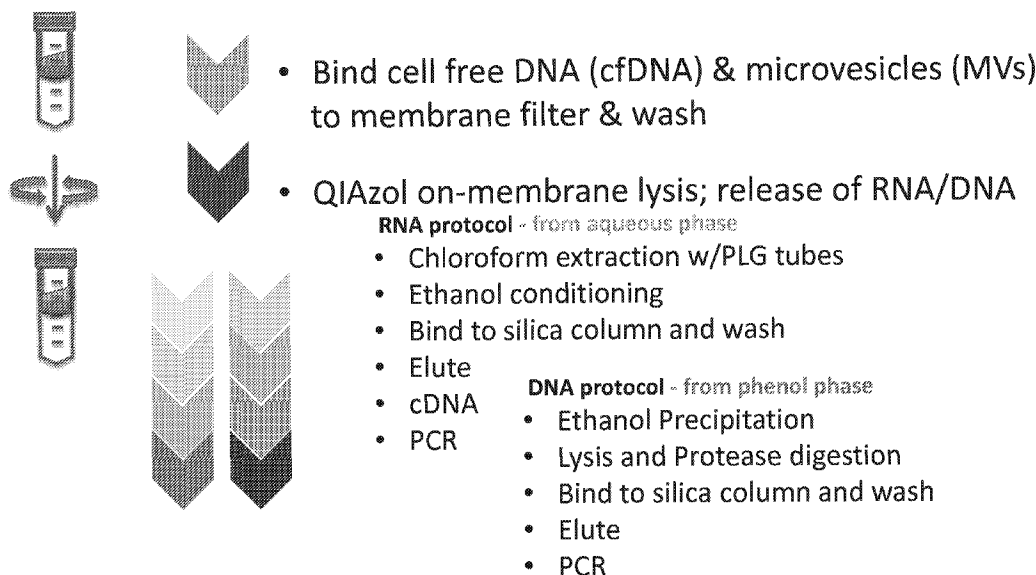 • Bind cell free DNA (cfDNA) & microvesicles (MVs)
to membrane filter & wash
• QIAzol on-membrane lysis; release of RNA/DNA
RNA protocol - from aqueous phase
• Chloroform extraction w/PLG tubes
• Ethanol conditioning
• Bind to silica column and wash
• Elute
• cDNA
• PCR
DNA protocol - from phenol phase
• Ethanol Precipitation
• Lysis and Protease digestion
• Bind to silica column and wash
• Elute
• PCR